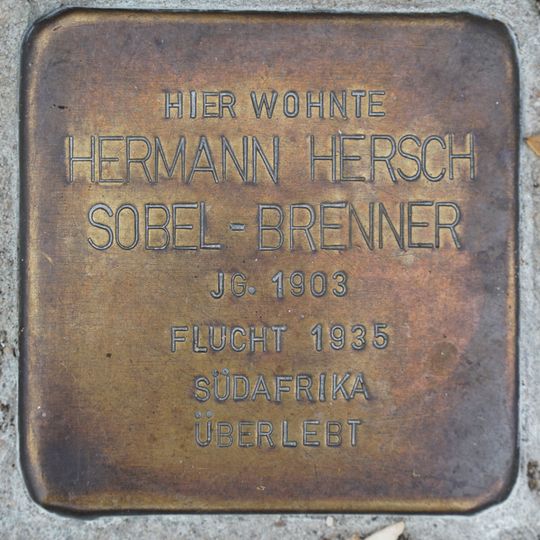 HIER WOHNTE
HERMANN HERSCH
SOBEL-BRENNER
JG. 1903
FLUCHT 1935
SÜDAFRIKA
ÜBERLEBT